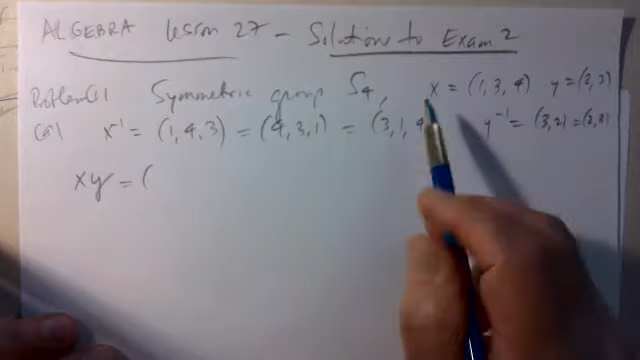 ALGEBRA Lesson 27 - Solution to Exam 2
Problem 1 Symmetric group S4, x = (1, 3, 4) y = (2, 3)
(a) x⁻¹ = (1, 4, 3) = (4, 3, 1) = (3, 1, 4 y⁻¹ = (3, 2) = (2, 3)
xy = (